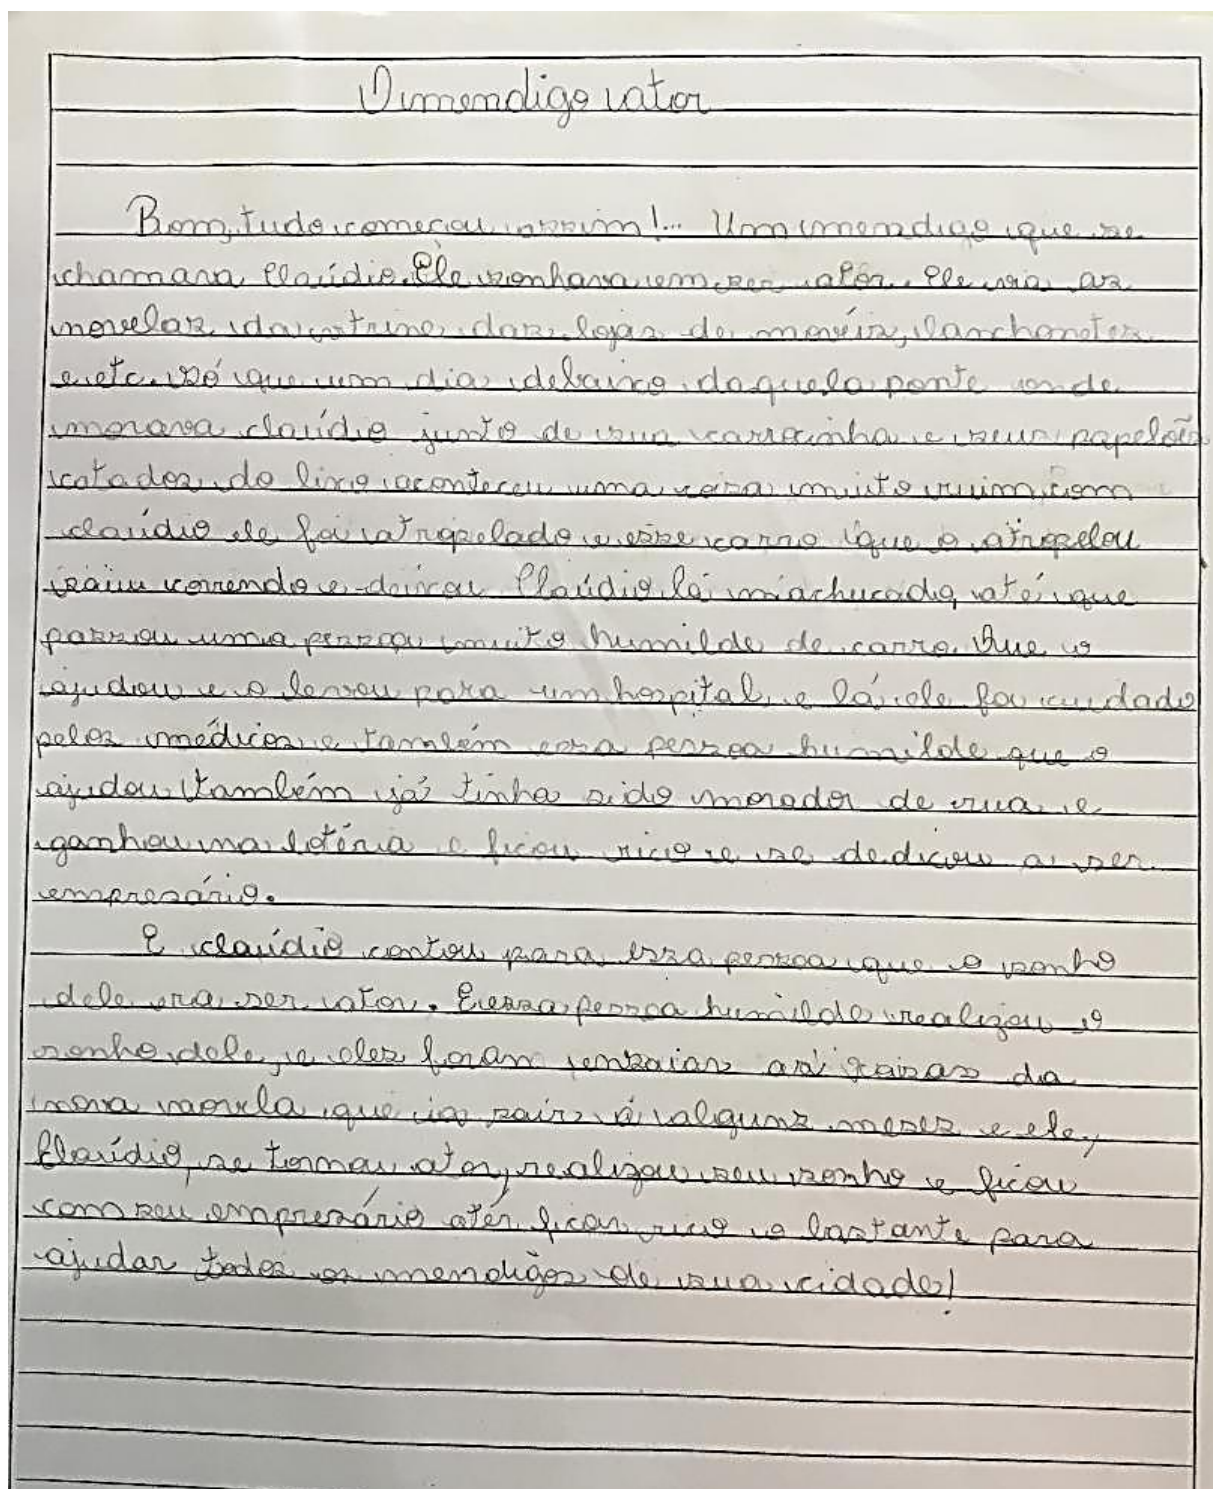 O mendigo ator
Bom, tudo começou assim!... Um mendigo que se
chamava Claúdio. Ele sonhava em ser ator. Ele via as
novelas da vitrine das lojas de movéis, lanchonetes
e etc. Só que um dia debaixo daquela ponte onde
morava claúdio junto de sua carrocinha e seus papelões
catados do lixo aconteceu uma coisa muito ruim com
claúdio ele foi atropelado e esse carro que o atropelou
saiu correndo e deixou Claúdio lá machucado, até que
passou uma pessoa muito humilde de carro. Que o
ajudou e o levou para um hospital, e lá ele foi cuidado
pelos médicos e também essa pessoa humilde que o
ajudou também já tinha sido morador de rua e
ganhou na lotéria e ficou rico e se dedicou a ser
empresário.
E claúdio contou para essa pessoa que o sonho
dele era ser ator. E essa pessoa humilde realizou o
sonho dele, e eles foram ensaiar as da
nova novela que ia sair á alguns meses e ele,
Claúdio, se tornou ator, realizou seu sonho e ficou
com seu empresário até ficar rico o bastante para
ajudar todos os mendigos de sua cidade!